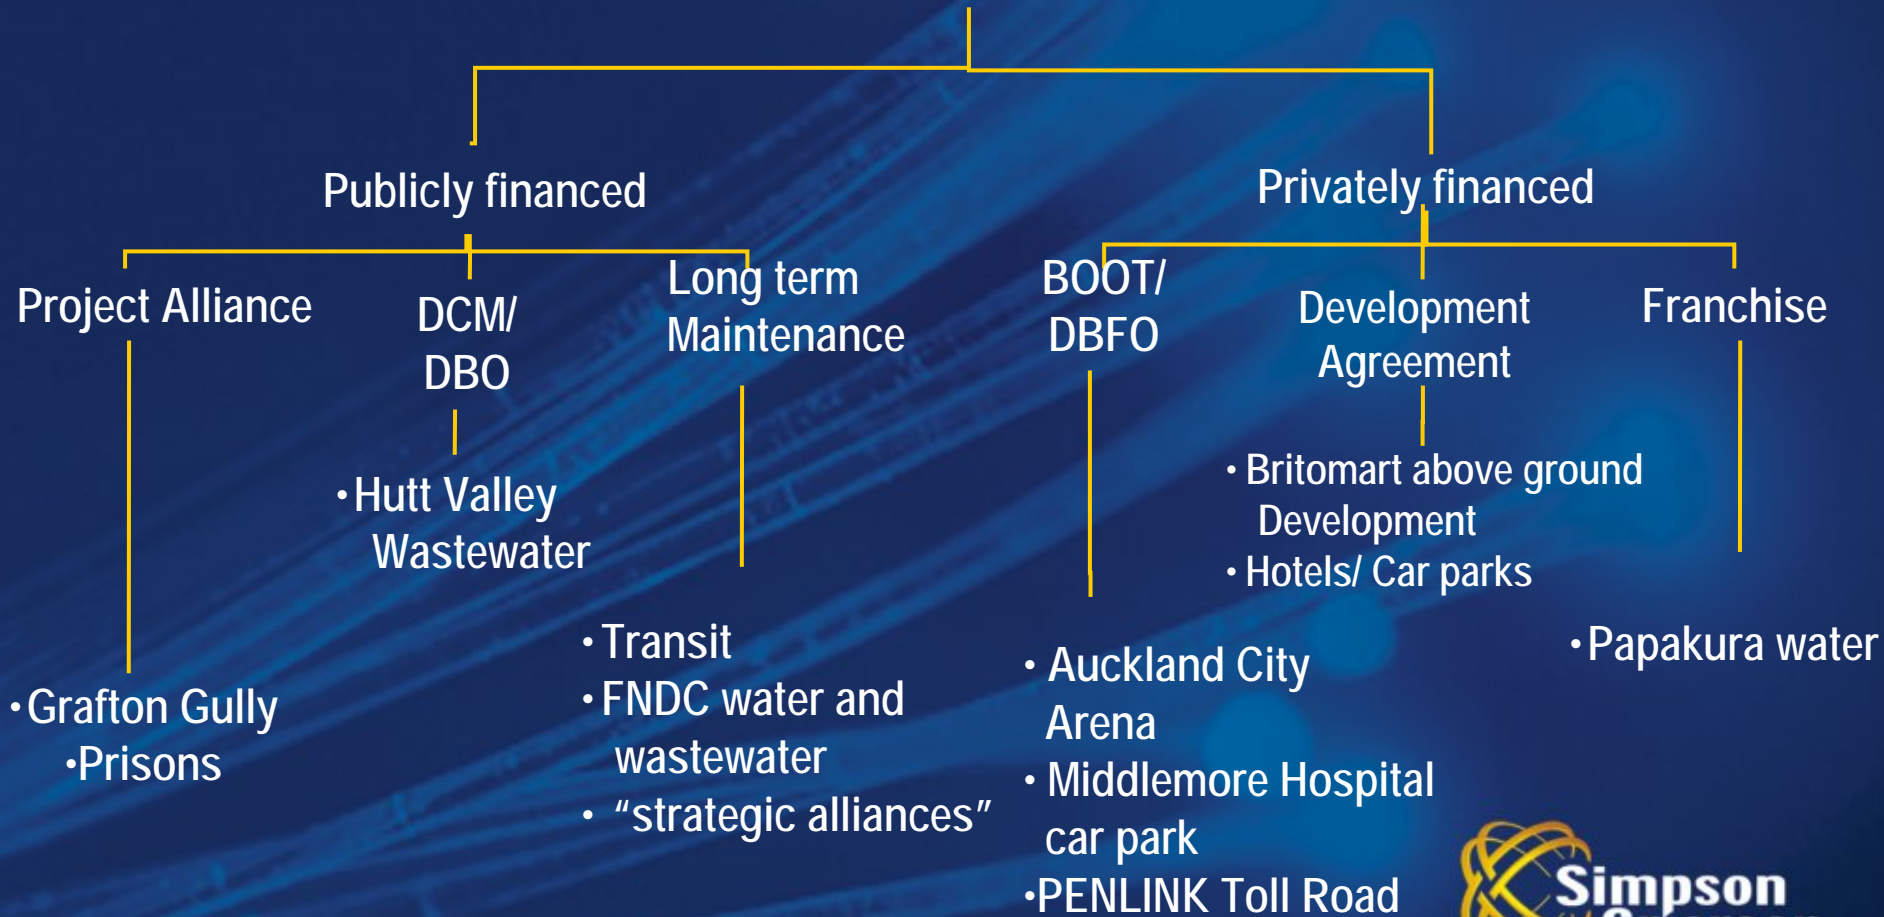 Publicly financed
Privately financed
Project Alliance
DCM/
DBO
Long term
Maintenance
BOOT/
DBFO
Development
Agreement
Franchise
•Hutt Valley
Wastewater
• Britomart above ground
Development
• Hotels/ Car parks
•Grafton Gully
•Prisons
•Transit
•FNDC water and
wastewater
• “strategic alliances”
• Auckland City
Arena
• Middlemore Hospital
car park
•PENLINK Toll Road
•Papakura water
Simpson